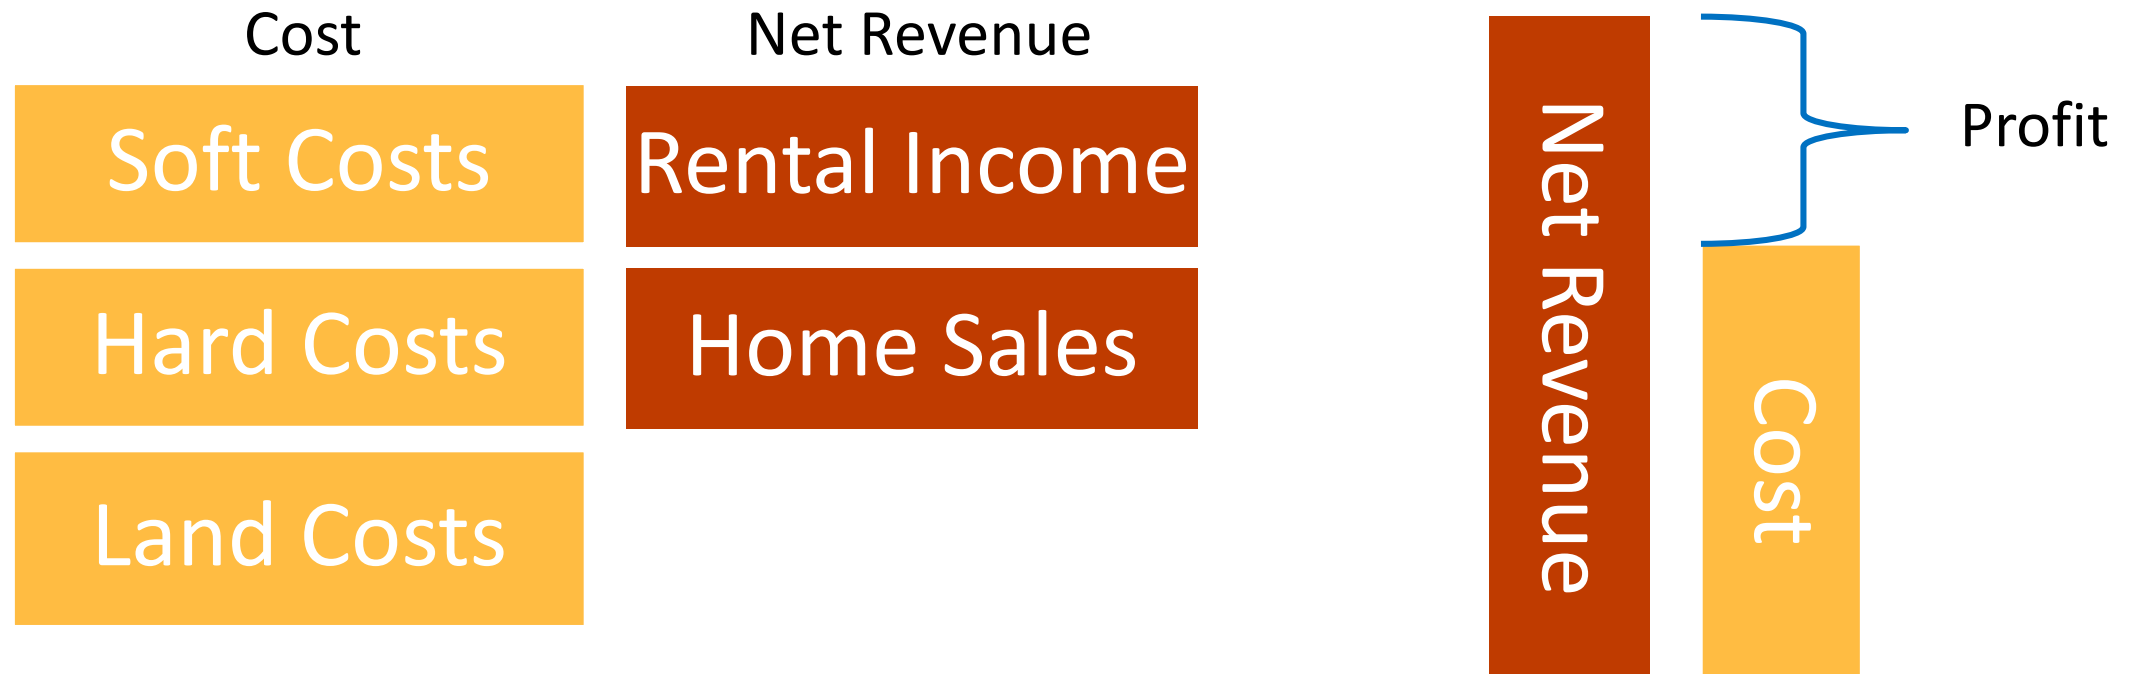 Cost
Soft Costs
Hard Costs
Land Costs
Net Revenue
Rental Income
Home Sales
Net Revenue
Cost
Profit